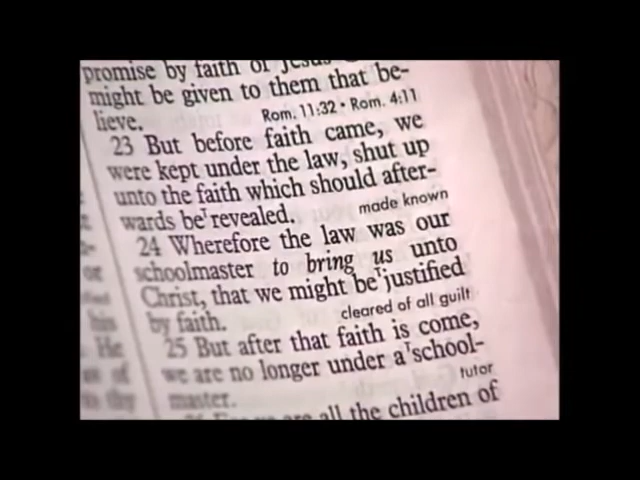 promise by faith of Jesus
might be given to them that be-
lieve.
Rom. 11:32 • Rom. 4:11
23 But before faith came, we
were kept under the law, shut up
unto the faith which should after-
wards be revealed.
made known
24 Wherefore the law was our
schoolmaster to bring us unto
Christ, that we might be justified
by faith.
cleared of all guilt
25 But after that faith is come,
we are no longer under a school-
master.
tutor
are all the children of
his
He